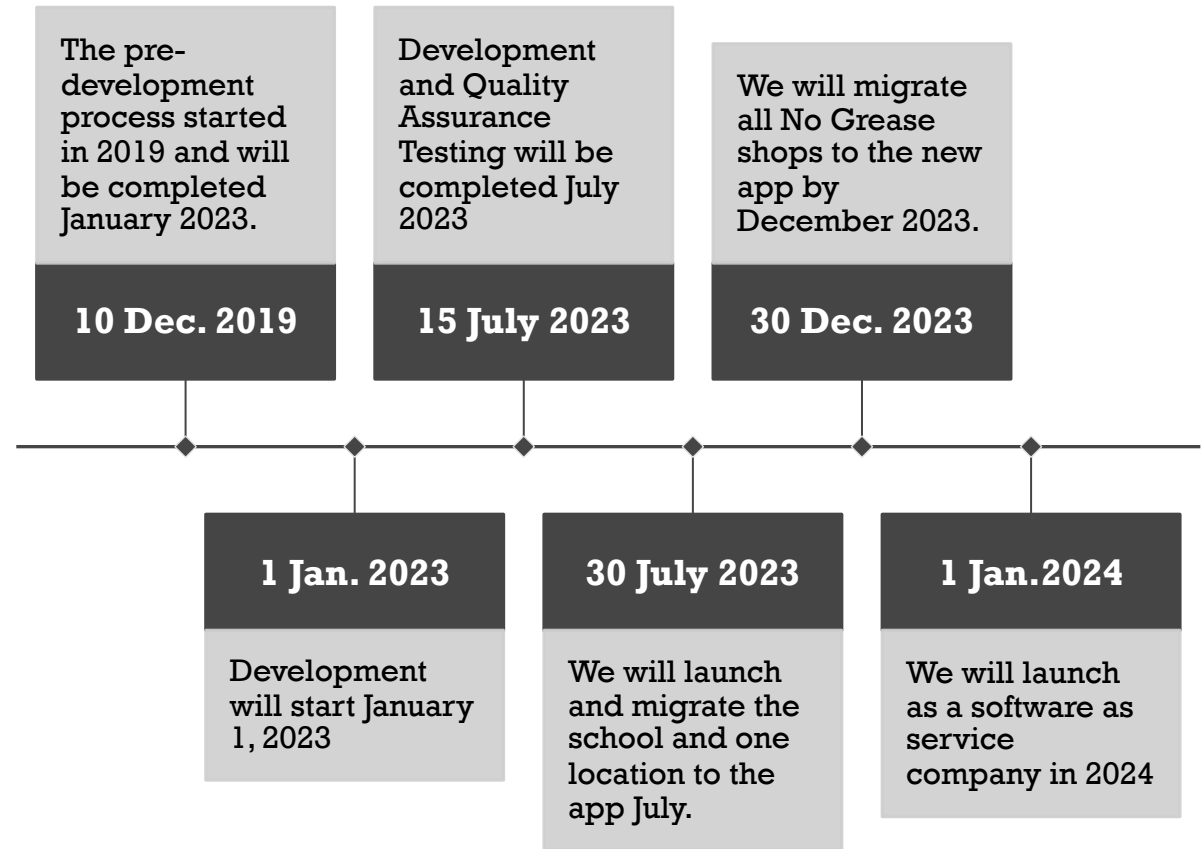 The pre-
development
process started
in 2019 and will
be completed
January 2023.
10 Dec. 2019
Development
and Quality
Assurance
Testing will be
completed July
2023
15 July 2023
We will migrate
all No Grease
shops to the new
app by
December 2023.
30 Dec. 2023
1 Jan. 2023
Development
will start January
1, 2023
30 July 2023
We will launch
and migrate the
school and one
location to the
app July.
1 Jan.2024
We will launch
as a software as
service
company in 2024